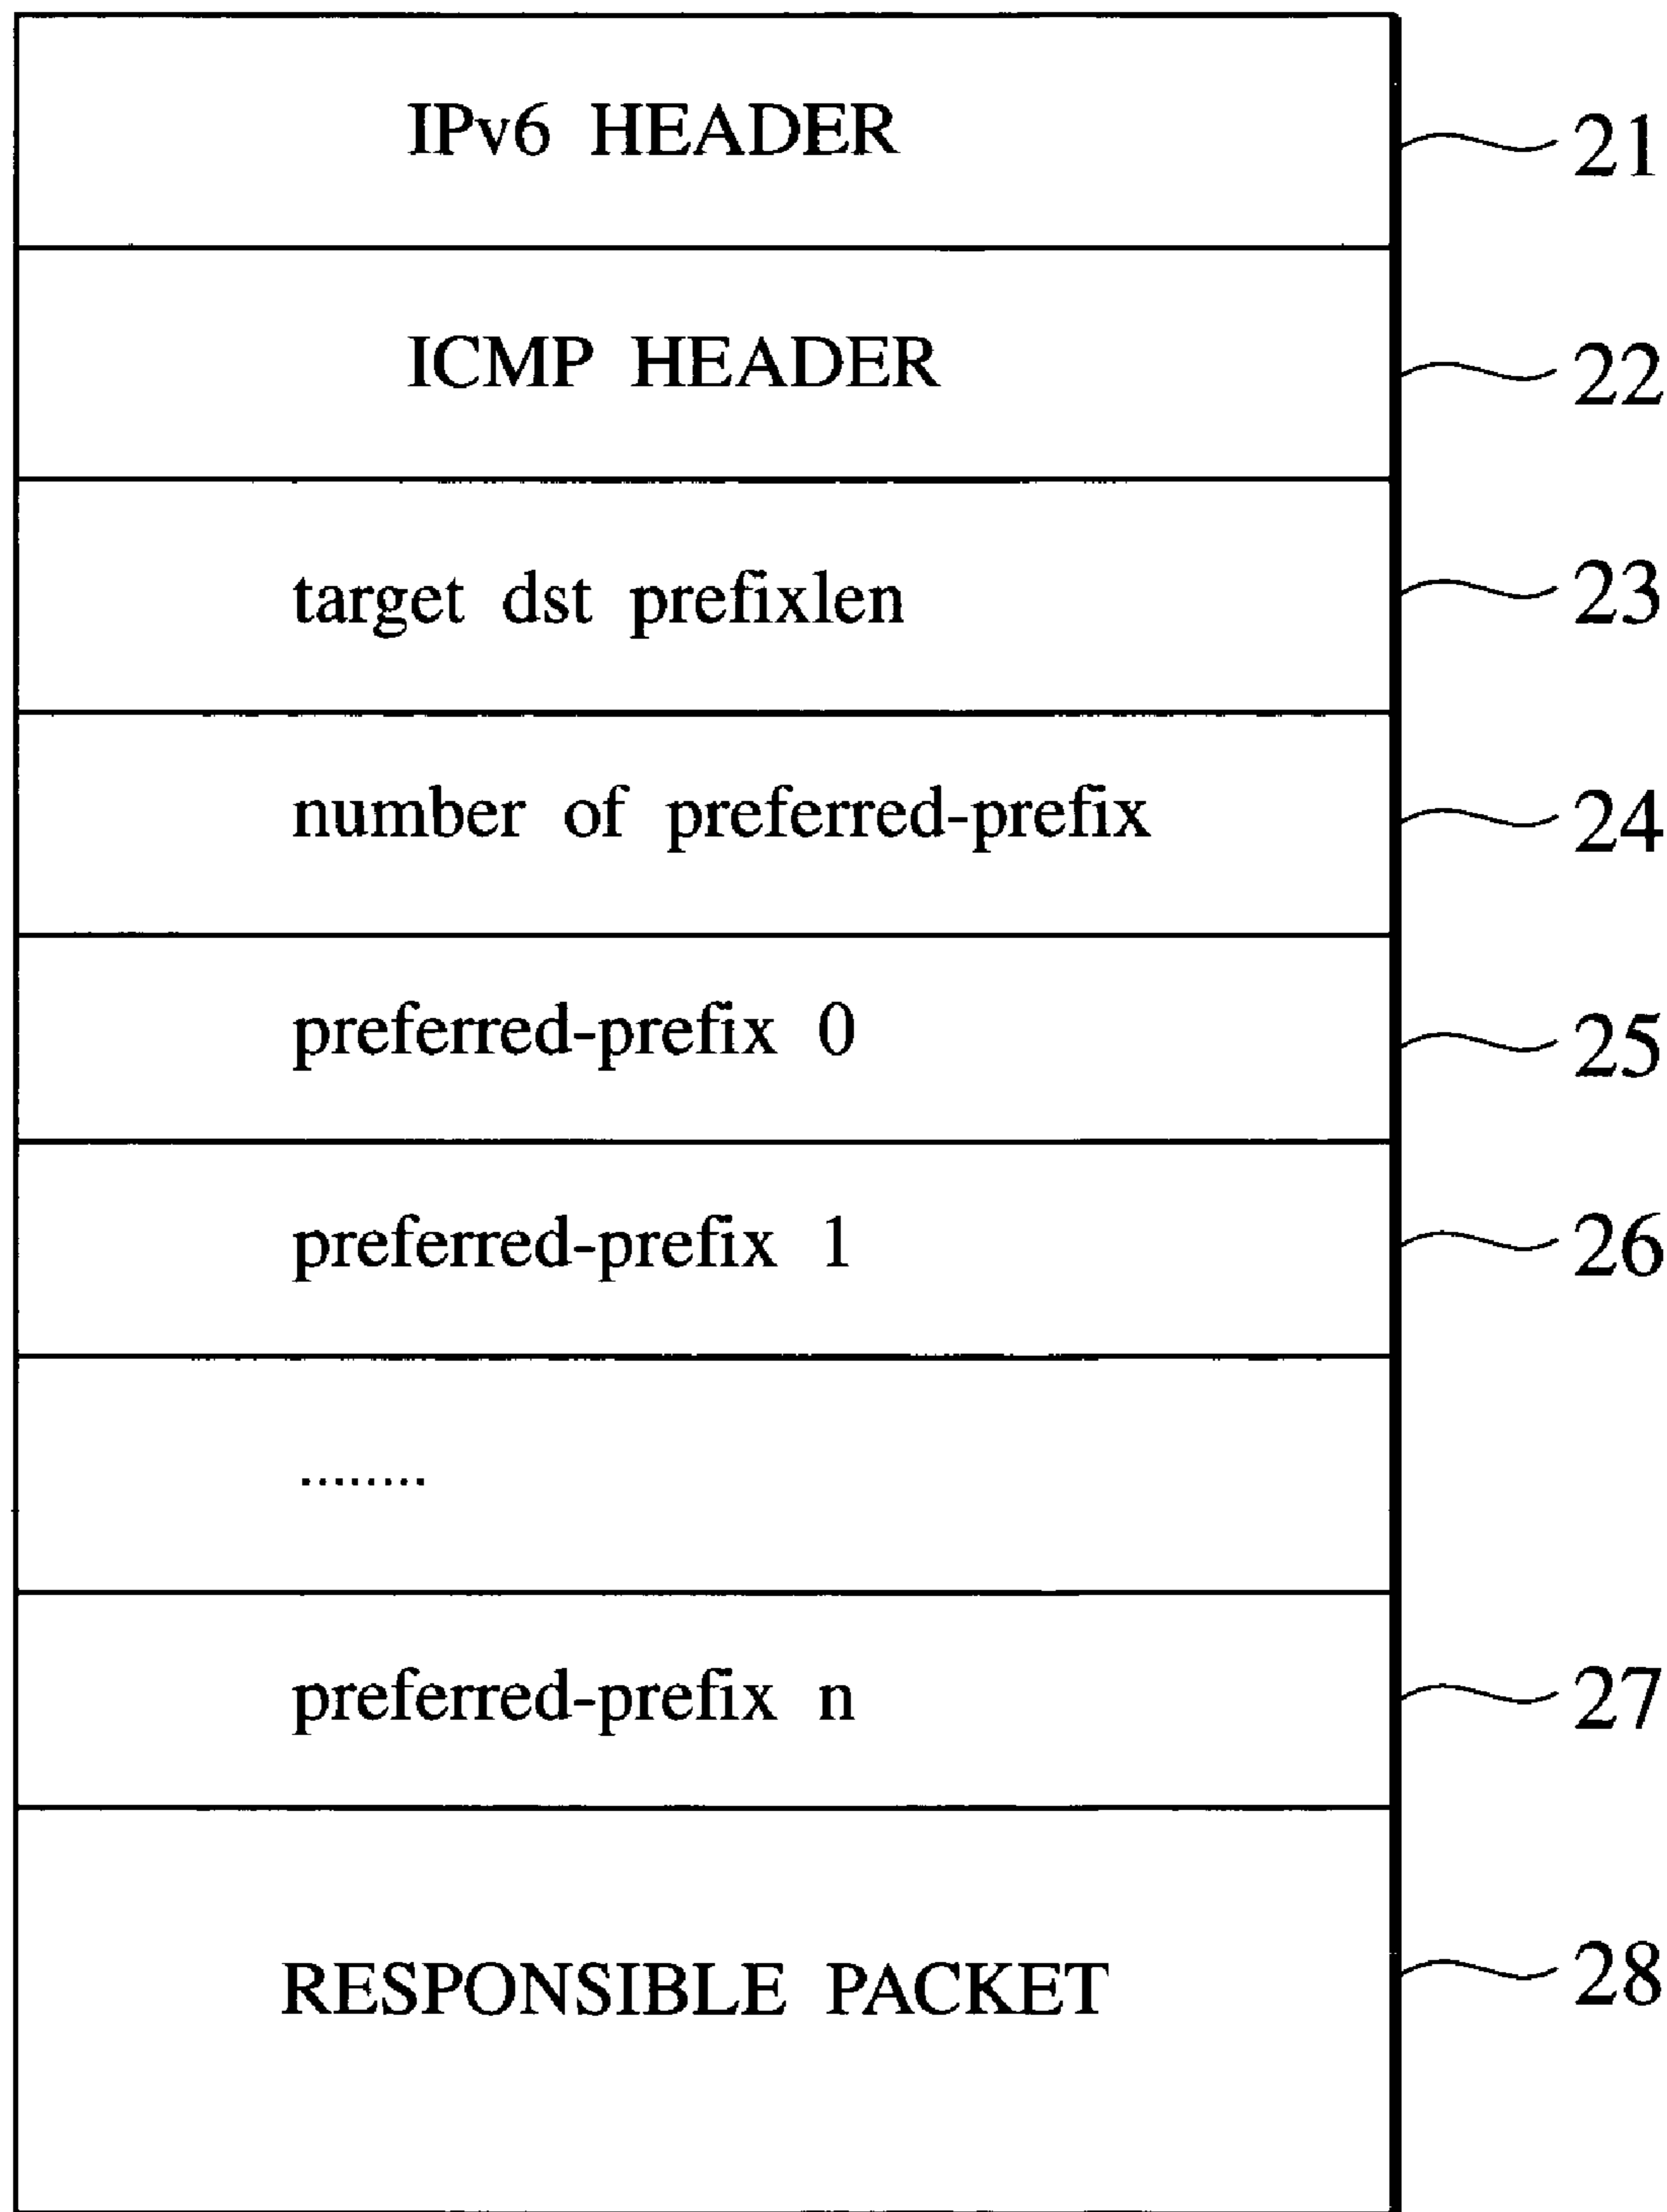 IPv6 HEADER 21
ICMP HEADER 22
target dst prefixlen 23
number of preferred-prefix 24
preferred-prefix 0 25
preferred-prefix 1 26
........
preferred-prefix n 27
RESPONSIBLE PACKET 28